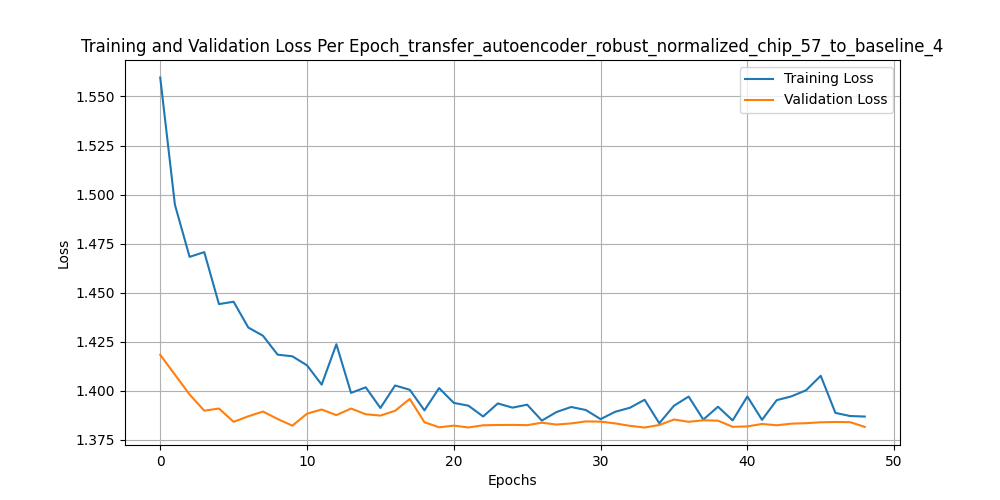 Training and Validation Loss Per Epoch_transfer_autoencoder_robust_normalized_chip_57_to_baseline_4
Training Loss
Validation Loss
1.550
1.525
1.500
1.475
1.450
1.425
1.400
1.375
Loss
0 10 20 30 40 50
Epochs